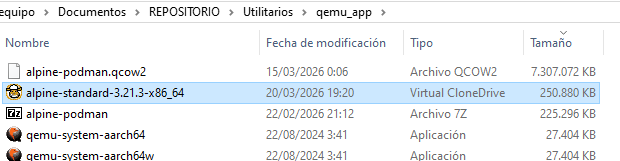 equipo > Documentos > REPOSITORIO > Utilitarios > qemu_app >
Nombre Fecha de modificación Tipo Tamaño
alpine-podman.qcow2 15/03/2026 0:06 Archivo QCOW2 7.307.072 KB
alpine-standard-3.21.3-x86_64 20/03/2026 19:20 Virtual CloneDrive 250.880 KB
7z alpine-podman 22/02/2026 21:12 Archivo 7Z 225.296 KB
qemu-system-aarch64 22/08/2024 3:41 Aplicación 27.404 KB
qemu-system-aarch64w 22/08/2024 3:41 Aplicación 27.404 KB